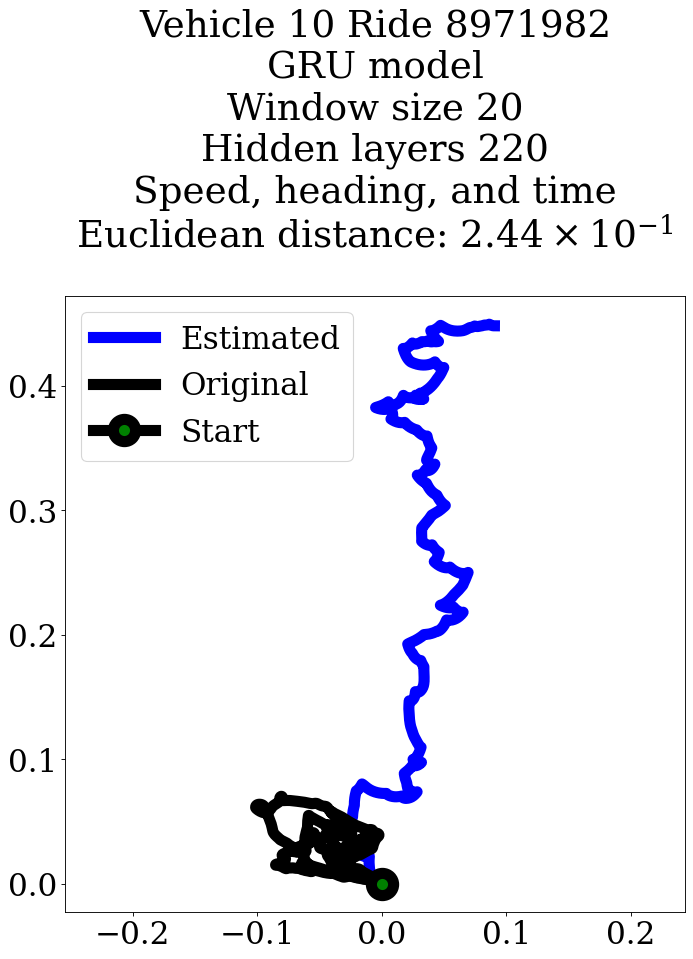 Vehicle 10 Ride 8971982
GRU model
Window size 20
Hidden layers 220
Speed, heading, and time
Euclidean distance: 2.44 × 10⁻¹
Estimated
Original
Start
0.4
0.3
0.2
0.1
0.0
−0.2
−0.1
0.0
0.1
0.2